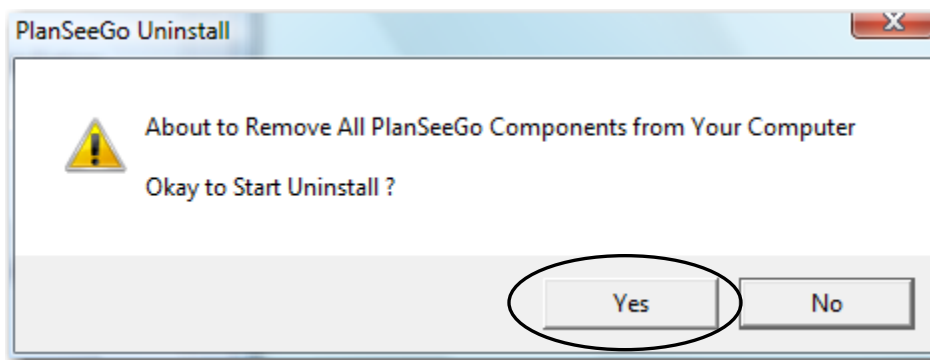 PlanSeeGo Uninstall
About to Remove All PlanSeeGo Components from Your Computer
Okay to Start Uninstall ?
Yes
No